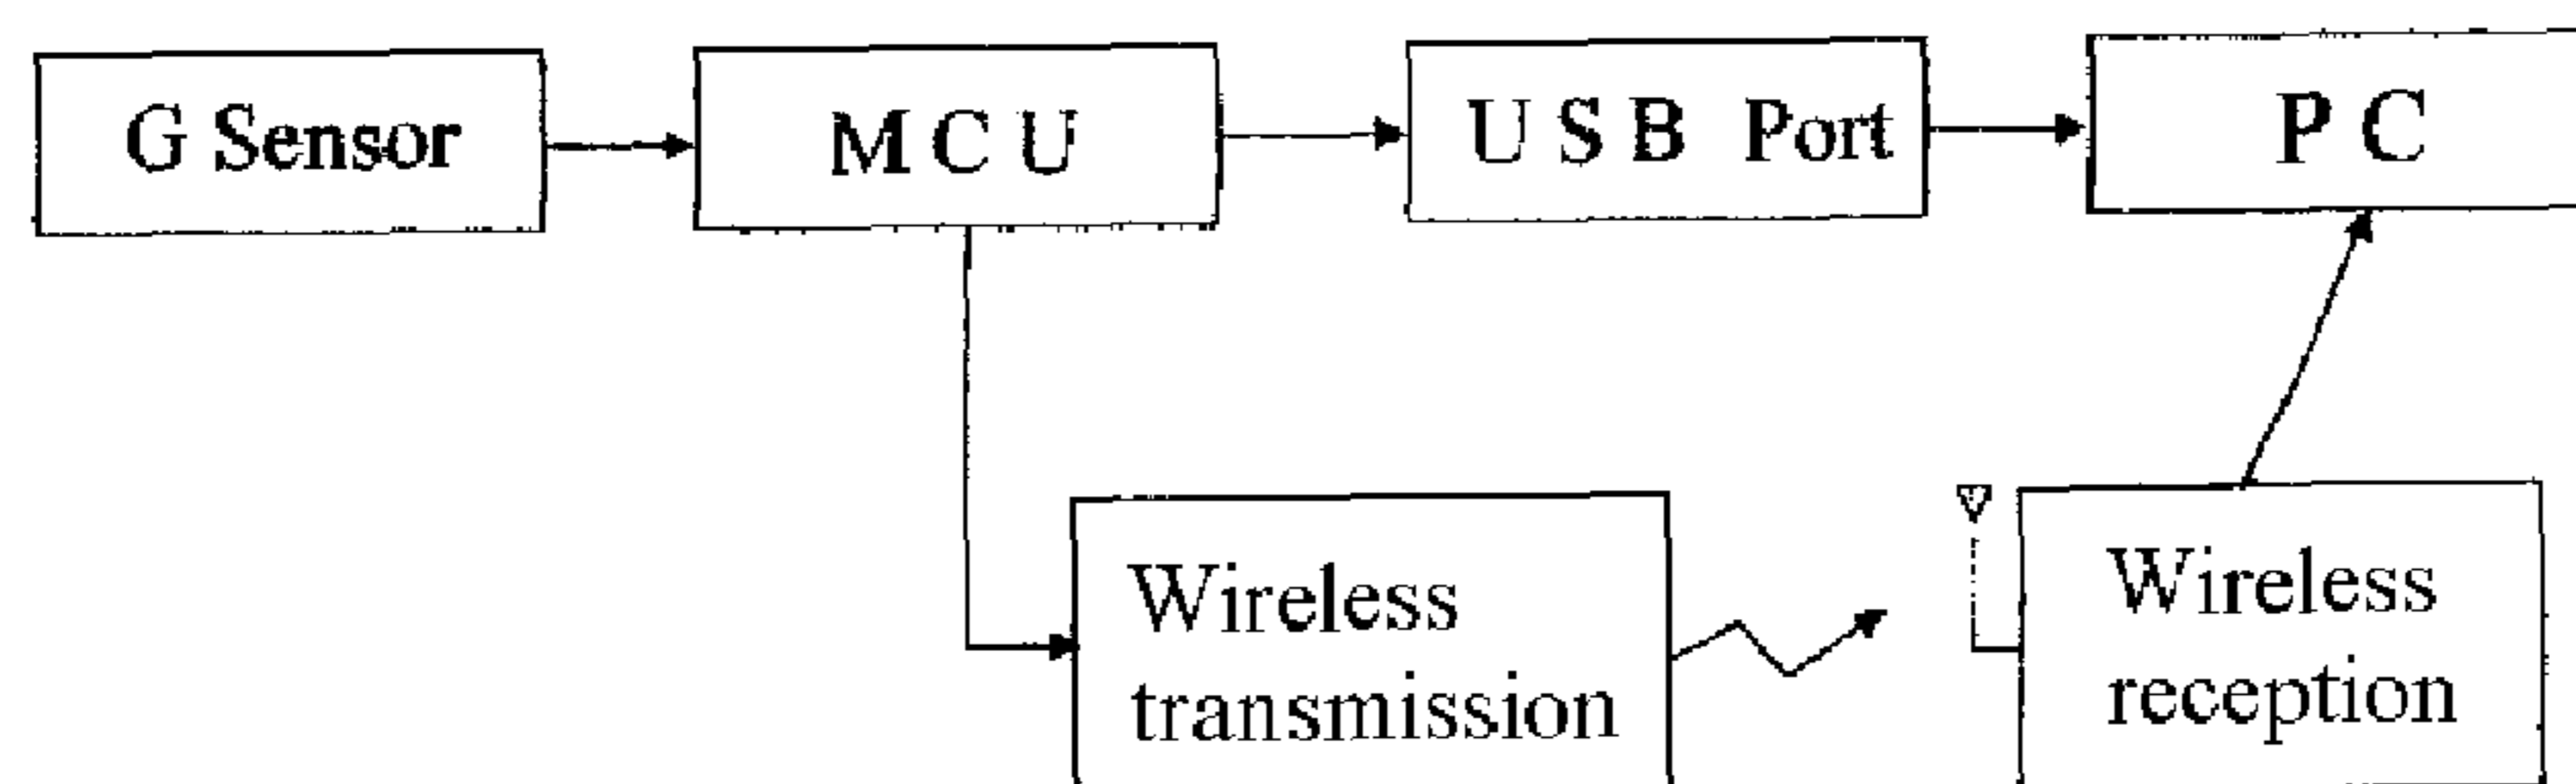 G Sensor
M C U
U S B Port
P C
Wireless
transmission
Wireless
reception